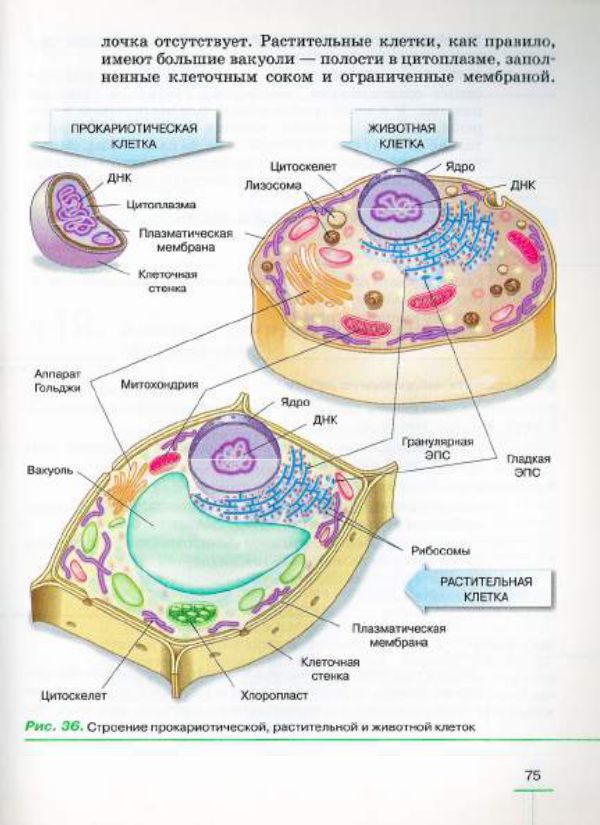 лочка отсутствует. Растительные клетки, как правило,
имеют большие вакуоли — полости в цитоплазме, запол-
ненные клеточным соком и ограниченные мембраной.
ПРОКАРИОТИЧЕСКАЯ
КЛЕТКА
ЖИВОТНАЯ
КЛЕТКА
ДНК
Цитоплазма
Плазматическая
мембрана
Клеточная
стенка
Цитоскелет
Лизосома
Ядро
ДНК
Аппарат
Гольджи
Митохондрия
Ядро
ДНК
Гранулярная
ЭПС
Гладкая
ЭПС
Вакуоль
Рибосомы
РАСТИТЕЛЬНАЯ
КЛЕТКА
Плазматическая
мембрана
Клеточная
стенка
Цитоскелет
Хлоропласт
Рис. 36. Строение прокариотической, растительной и животной клеток
75